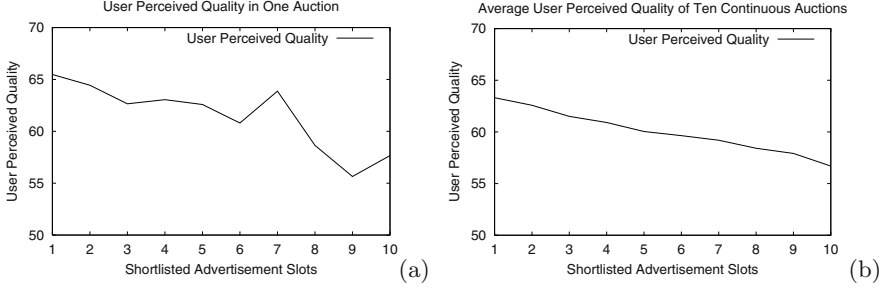 User Perceived Quality in One Auction
User Perceived Quality
70
65
60
55
50
User Perceived Quality
1 2 3 4 5 6 7 8 9 10
Shortlisted Advertisement Slots
(a)
Average User Perceived Quality of Ten Continuous Auctions
User Perceived Quality
70
65
60
55
50
User Perceived Quality
1 2 3 4 5 6 7 8 9 10
Shortlisted Advertisement Slots
(b)